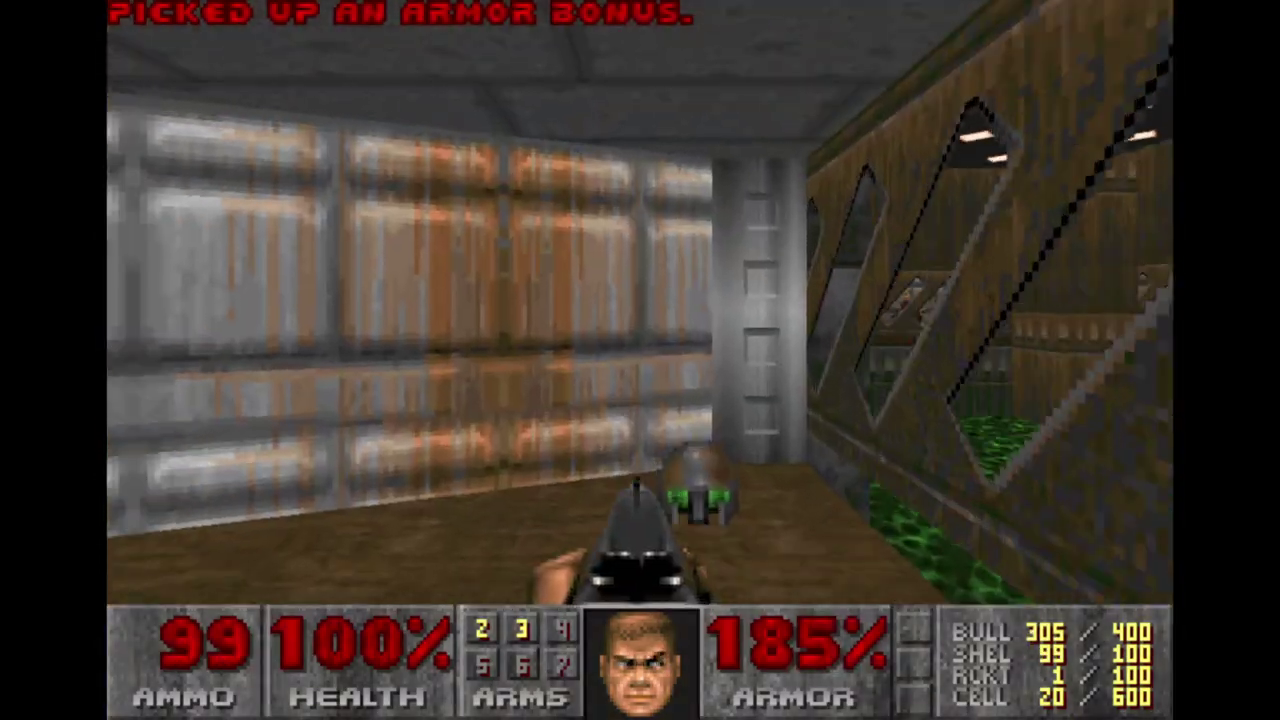 PICKED UP AN ARMOR BONUS.
99 100% 2 3 4 185% BULL 305 / 400
5 6 7 SHEL 99 / 100
RCKT 1 / 100
AMMO HEALTH ARMS ARMOR CELL 20 / 600